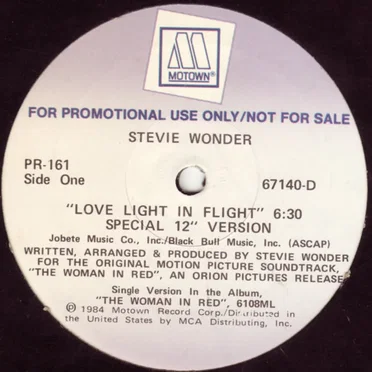 M
MOTOWN®
FOR PROMOTIONAL USE ONLY/NOT FOR SALE
STEVIE WONDER
PR-161
Side One
67140-D
"LOVE LIGHT IN FLIGHT" 6:30
SPECIAL 12" VERSION
Jobete Music Co., Inc./Black Bull Music, Inc. (ASCAP)
WRITTEN, ARRANGED & PRODUCED BY STEVIE WONDER
FOR THE ORIGINAL MOTION PICTURE SOUNDTRACK,
"THE WOMAN IN RED", AN ORION PICTURES RELEASE
Single Version In the Album,
"THE WOMAN IN RED", 6108ML
℗ 1984 Motown Record Corp./Distributed in
the United States by MCA Distributing, Inc.